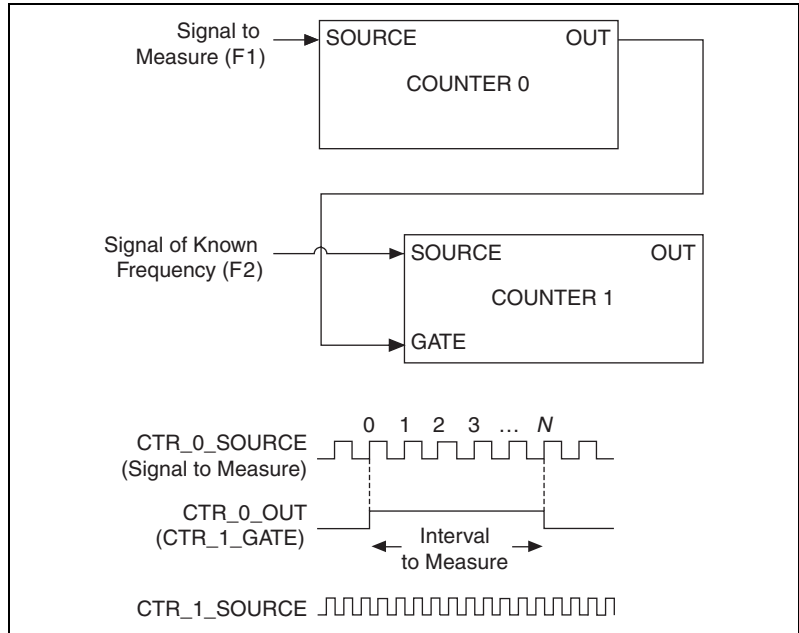 Signal to
Measure (F1)
SOURCE OUT
COUNTER 0
Signal of Known
Frequency (F2)
SOURCE OUT
COUNTER 1
GATE
0 1 2 3 … N
CTR_0_SOURCE
(Signal to Measure)
CTR_0_OUT
(CTR_1_GATE)
Interval
to Measure
CTR_1_SOURCE